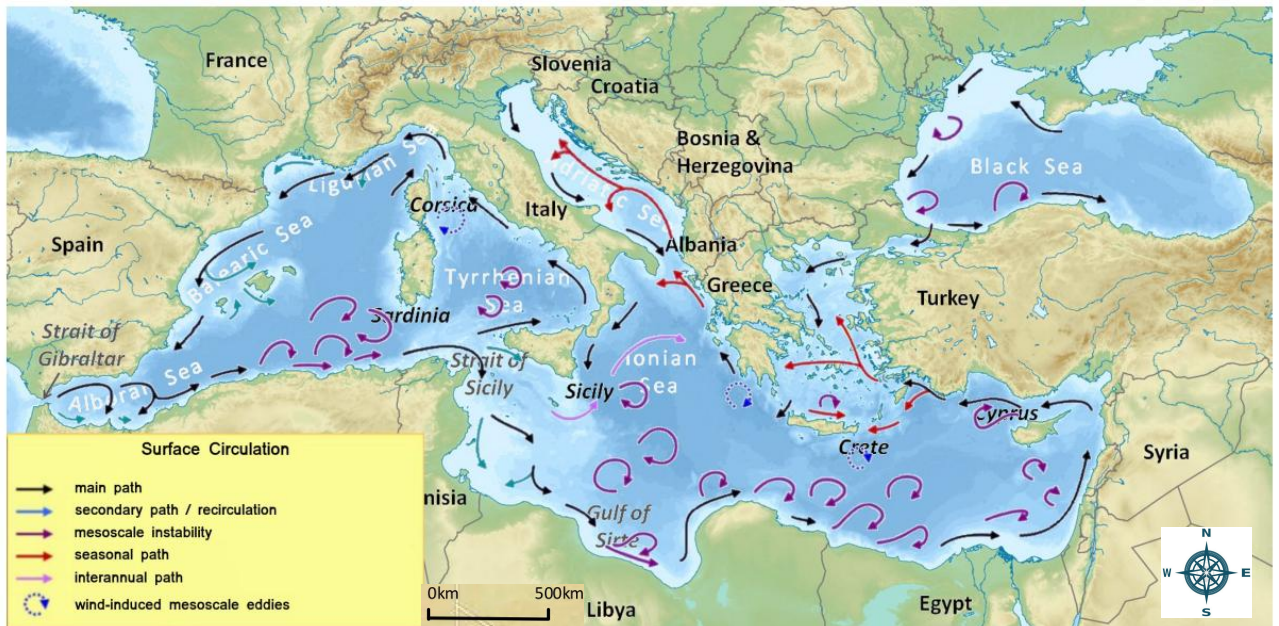 France
Slovenia
Croatia
Bosnia &
Herzegovina
Black Sea
Ligurian Sea
Adriatic Sea
Corsica
Italy
Spain
Balearic Sea
Albania
Tyrrhenian
Sea
Greece
Turkey
Sardinia
Strait of
Gibraltar
Strait of
Sicily
Ionian
Sea
Alboran Sea
Sicily
Cyprus
Crete
Syria
Surface Circulation
main path
secondary path / recirculation
mesoscale instability
seasonal path
interannual path
wind-induced mesoscale eddies
nisia
Gulf of
Sirte
0km 500km
Libya
Egypt
N
W E
S